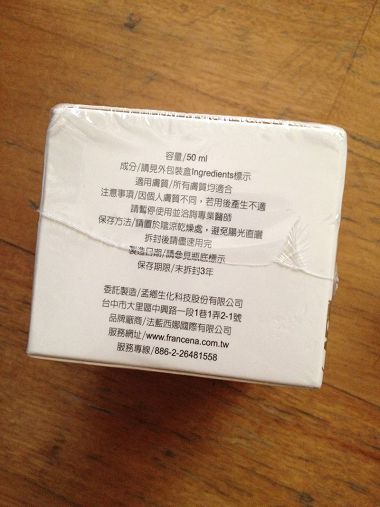 容量/50 ml
成分/請見外包裝盒Ingredients標示
適用膚質/所有膚質均適合
注意事項/因個人膚質不同，若用後產生不適
請暫停使用並洽詢專業醫師
保存方法/請置於陰涼乾燥處，避免陽光直曬
拆封後請儘速用完
製造日期/請參見瓶底標示
保存期限/未拆封3年
委託製造/孟鄉生化科技股份有限公司
台中市大里區中興路一段1巷1弄2-1號
品牌廠商/法藍西娜國際有限公司
服務網址/www.francena.com.tw
服務專線/886-2-26481558